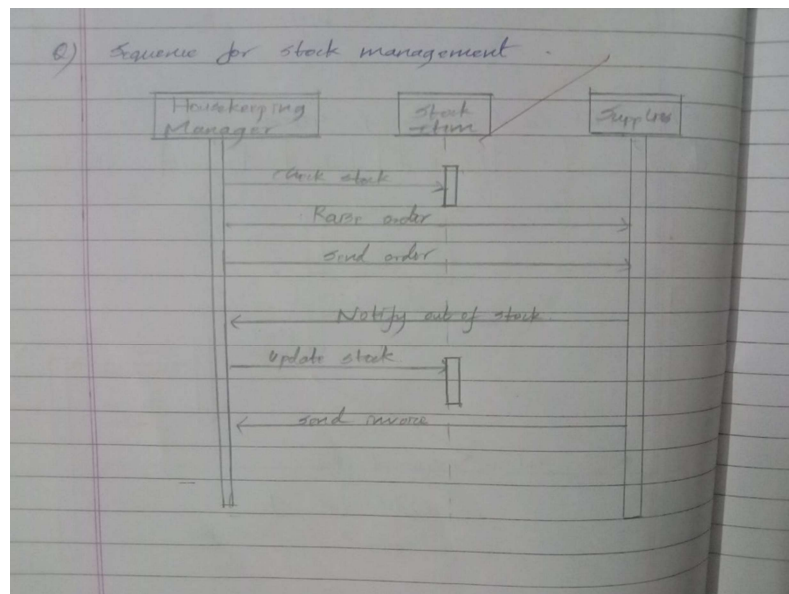 Q) Sequence for stock management.
Housekeeping
Manager
Stock
Item
Supplier
Check stock
Raise order
Send order
Notify out of stock
Update stock
Send invoice